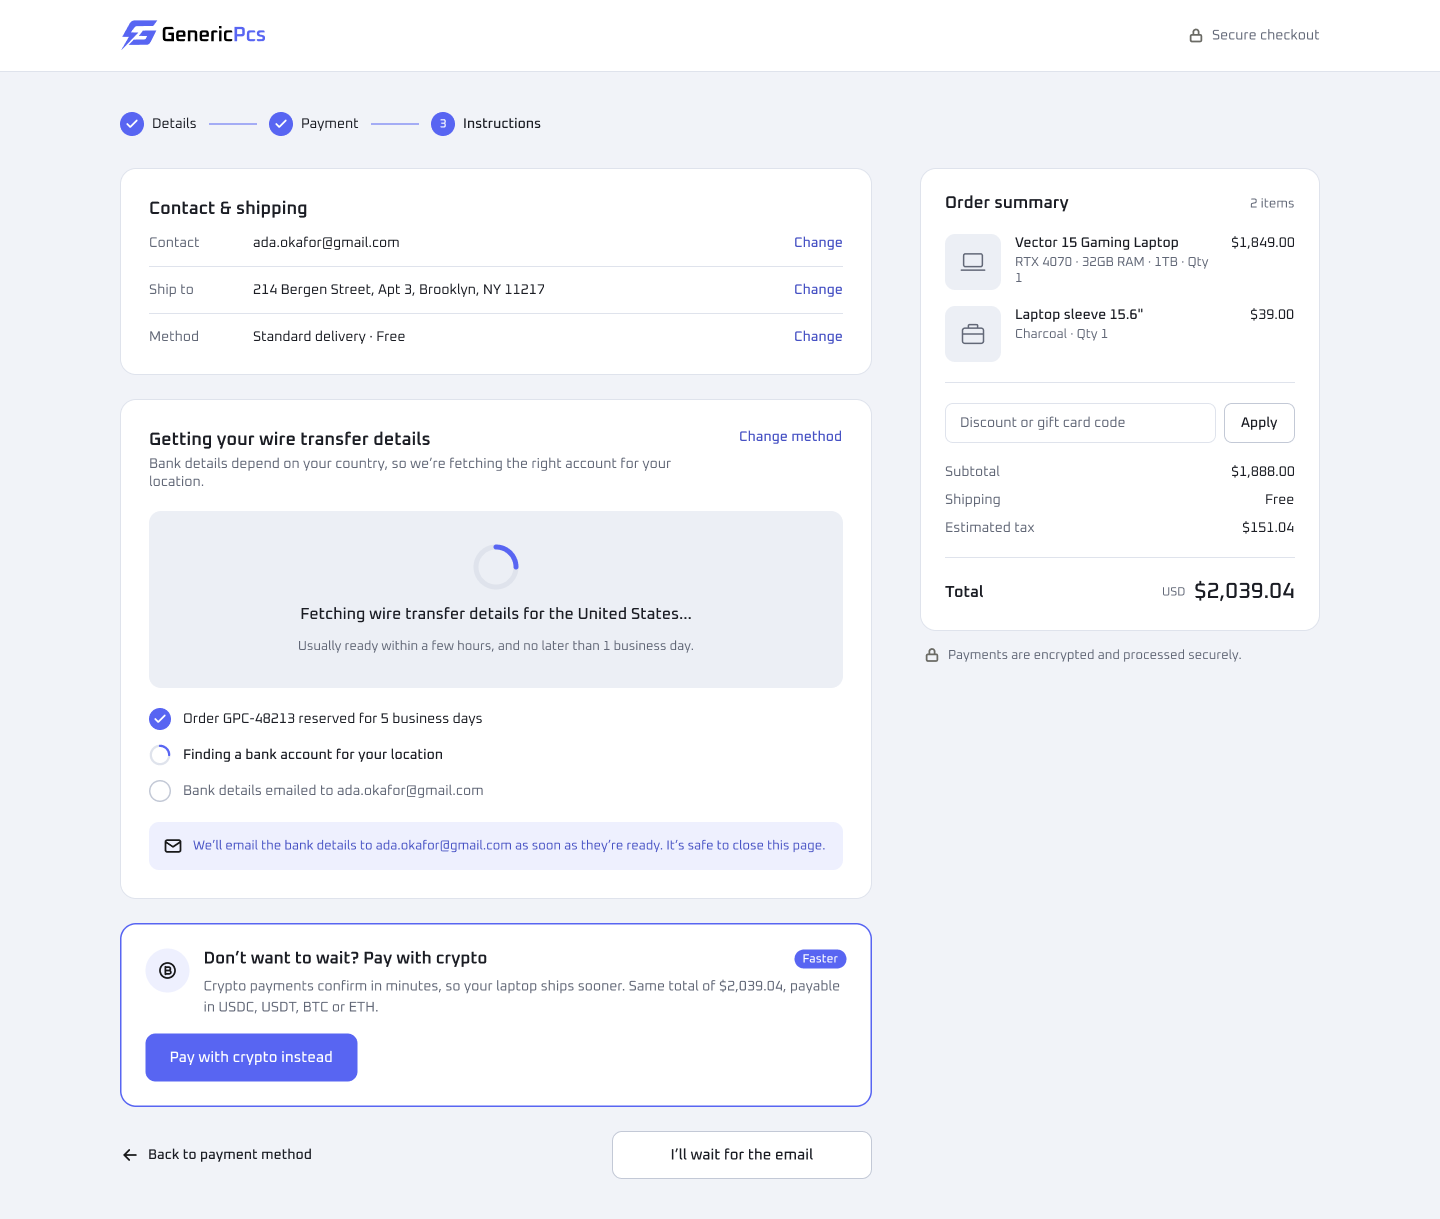 GenericPcs
Secure checkout
Details
Payment
3
Instructions
Contact & shipping
Contact
ada.okafor@gmail.com
Change
Ship to
214 Bergen Street, Apt 3, Brooklyn, NY 11217
Change
Method
Standard delivery · Free
Change
Getting your wire transfer details
Change method
Bank details depend on your country, so we’re fetching the right account for your
location.
Fetching wire transfer details for the United States…
Usually ready within a few hours, and no later than 1 business day.
Order GPC-48213 reserved for 5 business days
Finding a bank account for your location
Bank details emailed to ada.okafor@gmail.com
We’ll email the bank details to ada.okafor@gmail.com as soon as they’re ready. It’s safe to close this page.
Don’t want to wait? Pay with crypto
Faster
Crypto payments confirm in minutes, so your laptop ships sooner. Same total of $2,039.04, payable
in USDC, USDT, BTC or ETH.
Pay with crypto instead
Back to payment method
I’ll wait for the email
Order summary
2 items
Vector 15 Gaming Laptop
$1,849.00
RTX 4070 · 32GB RAM · 1TB · Qty
1
Laptop sleeve 15.6"
$39.00
Charcoal · Qty 1
Discount or gift card code
Apply
Subtotal
$1,888.00
Shipping
Free
Estimated tax
$151.04
Total
USD $2,039.04
Payments are encrypted and processed securely.